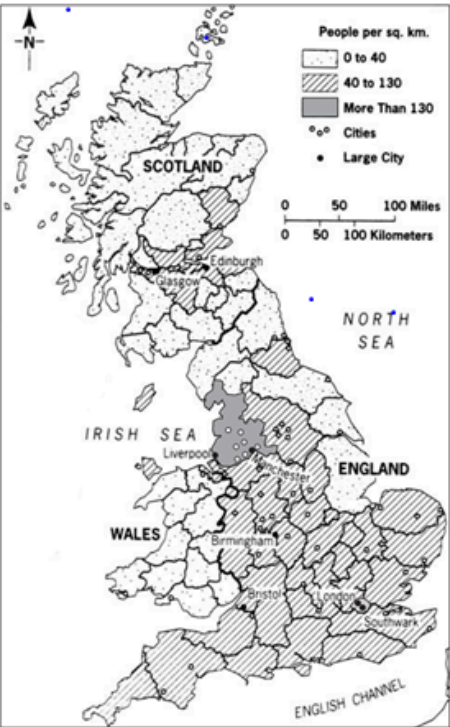 N
People per sq. km.
0 to 40
40 to 130
More Than 130
Cities
Large City
SCOTLAND
0 50 100 Miles
0 50 100 Kilometers
Edinburgh
Glasgow
NORTH
SEA
IRISH SEA
Liverpool
Manchester
ENGLAND
WALES
Birmingham
Bristol
London
Southwark
ENGLISH CHANNEL